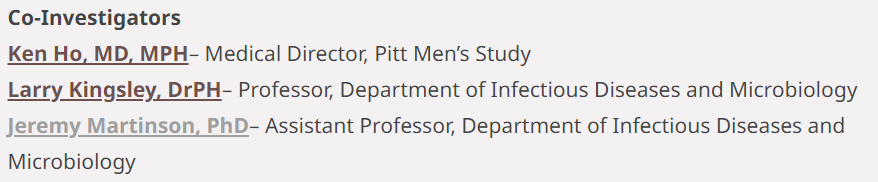 Co-Investigators
Ken Ho, MD, MPH– Medical Director, Pitt Men’s Study
Larry Kingsley, DrPH– Professor, Department of Infectious Diseases and Microbiology
Jeremy Martinson, PhD– Assistant Professor, Department of Infectious Diseases and
Microbiology